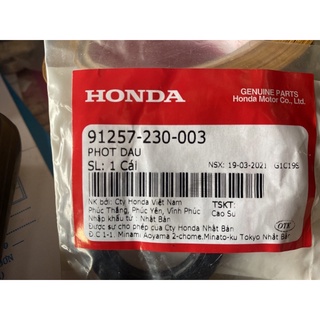 HONDA
GENUINE PARTS
Honda Motor Co., Ltd.
91257-230-003
PHOT DAU
SL: 1 Cái
NSX: 19-03-2021 G1C19S
NK bởi: Cty Honda Việt Nam
Phúc Thắng, Phúc Yên, Vĩnh Phúc
Nhập khẩu từ: Nhật Bản
TSKT:
Cao Su
Được sự cho phép của Cty Honda Nhật Bản
Đ.C 1-1, Minami Aoyama 2-chome,Minato-ku Tokyo Nhật Bản